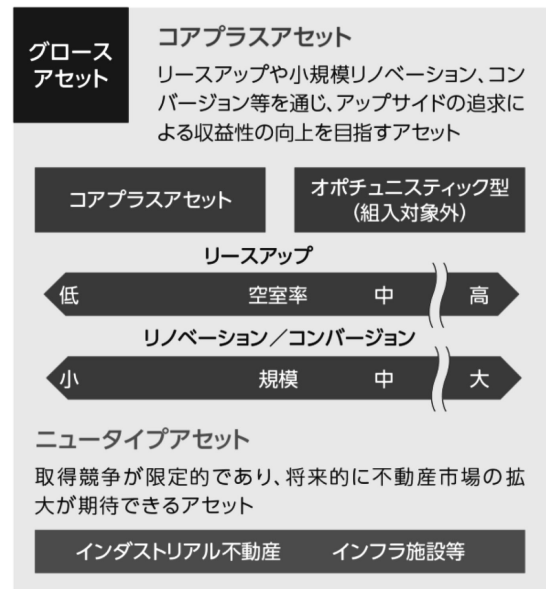 グロース
アセット
コアプラスアセット
リースアップや小規模リノベーション、コン
バージョン等を通じ、アップサイドの追求に
よる収益性の向上を目指すアセット
コアプラスアセット
オポチュニスティック型
(組入対象外)
リースアップ
低 空室率 中 高
リノベーション／コンバージョン
小 規模 中 大
ニュータイプアセット
取得競争が限定的であり、将来的に不動産市場の拡
大が期待できるアセット
インダストリアル不動産 インフラ施設等